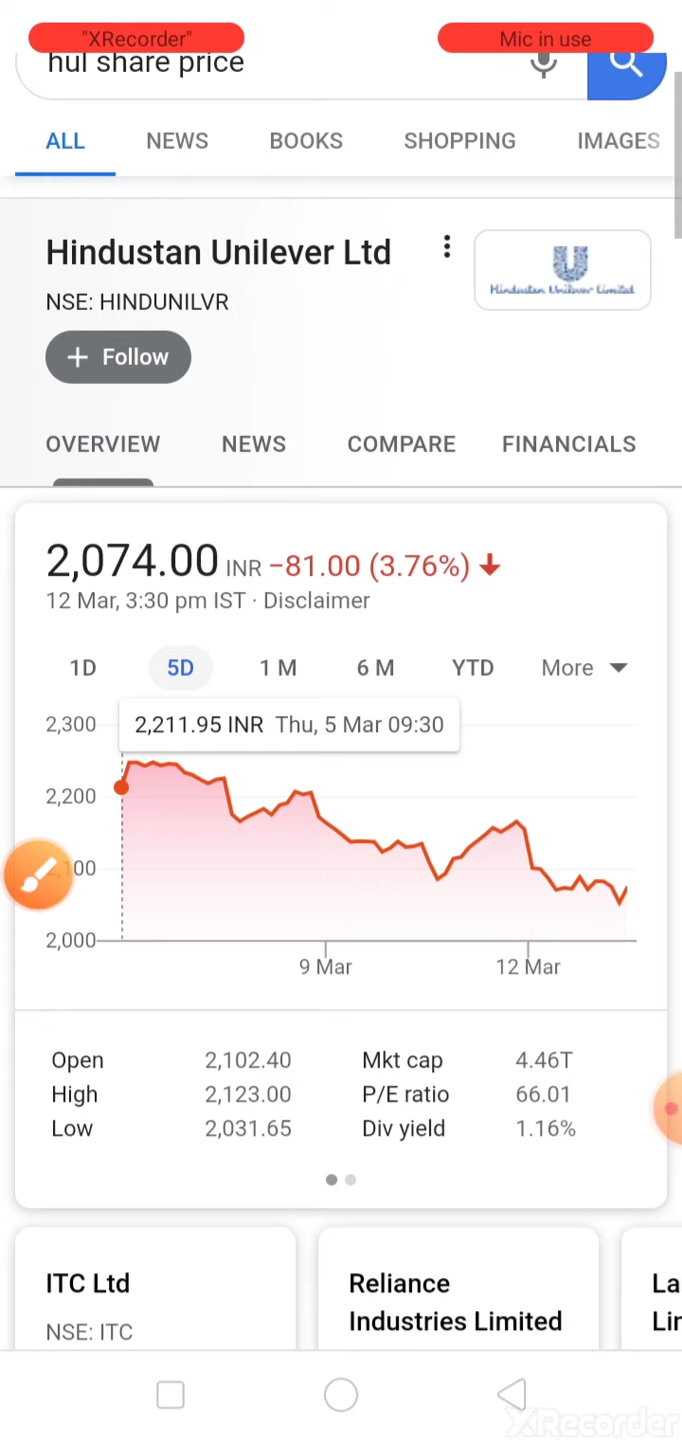 "XRecorder"
Mic in use
hul share price
ALL NEWS BOOKS SHOPPING IMAGES
Hindustan Unilever Ltd
Hindustan Unilever Limited
NSE: HINDUNILVR
+ Follow
OVERVIEW NEWS COMPARE FINANCIALS
2,074.00 INR −81.00 (3.76%)
12 Mar, 3:30 pm IST · Disclaimer
1D 5D 1 M 6 M YTD More
2,300
2,211.95 INR Thu, 5 Mar 09:30
2,200
2,100
2,000
9 Mar 12 Mar
Open 2,102.40 Mkt cap 4.46T
High 2,123.00 P/E ratio 66.01
Low 2,031.65 Div yield 1.16%
ITC Ltd
NSE: ITC
Reliance
Industries Limited
La
Lin
XRecorder